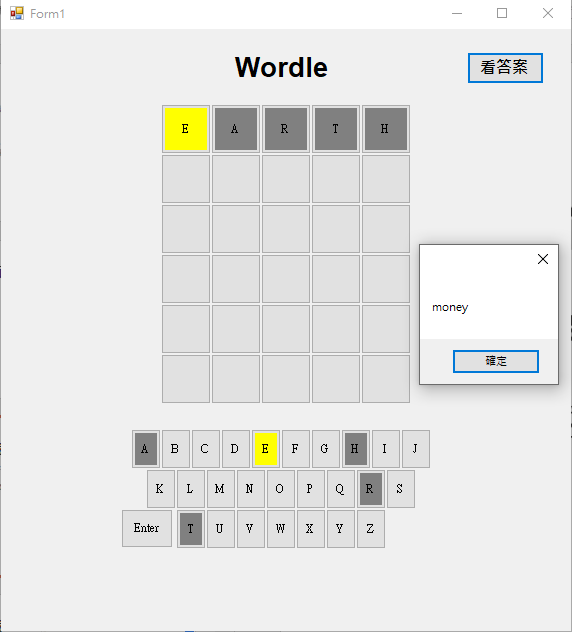 Form1
Wordle
看答案
E A R T H
money
確定
A B C D E F G H I J
K L M N O P Q R S
Enter T U V W X Y Z